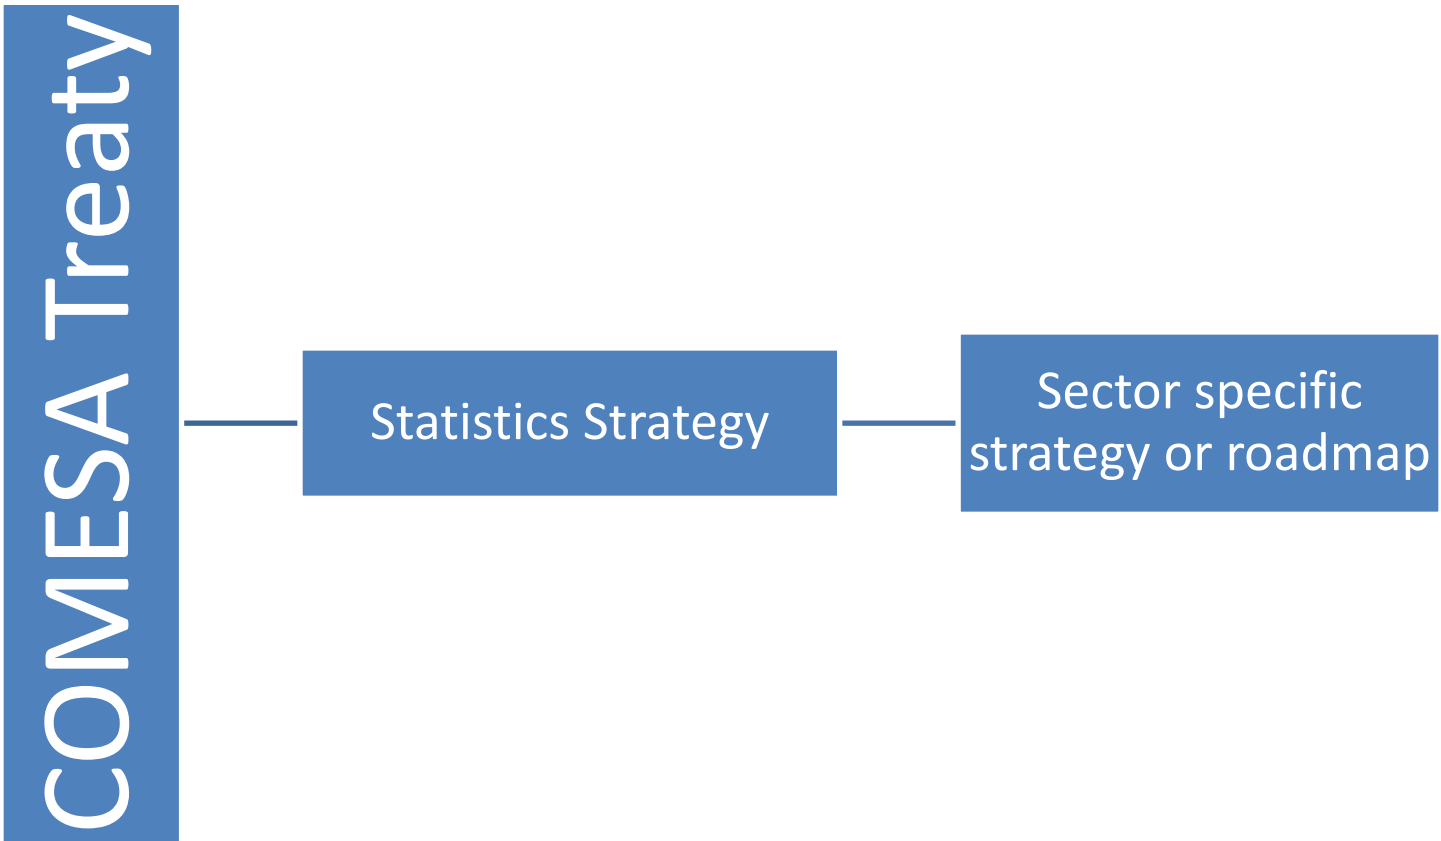 COMESA Treaty
Statistics Strategy
Sector specific
strategy or roadmap